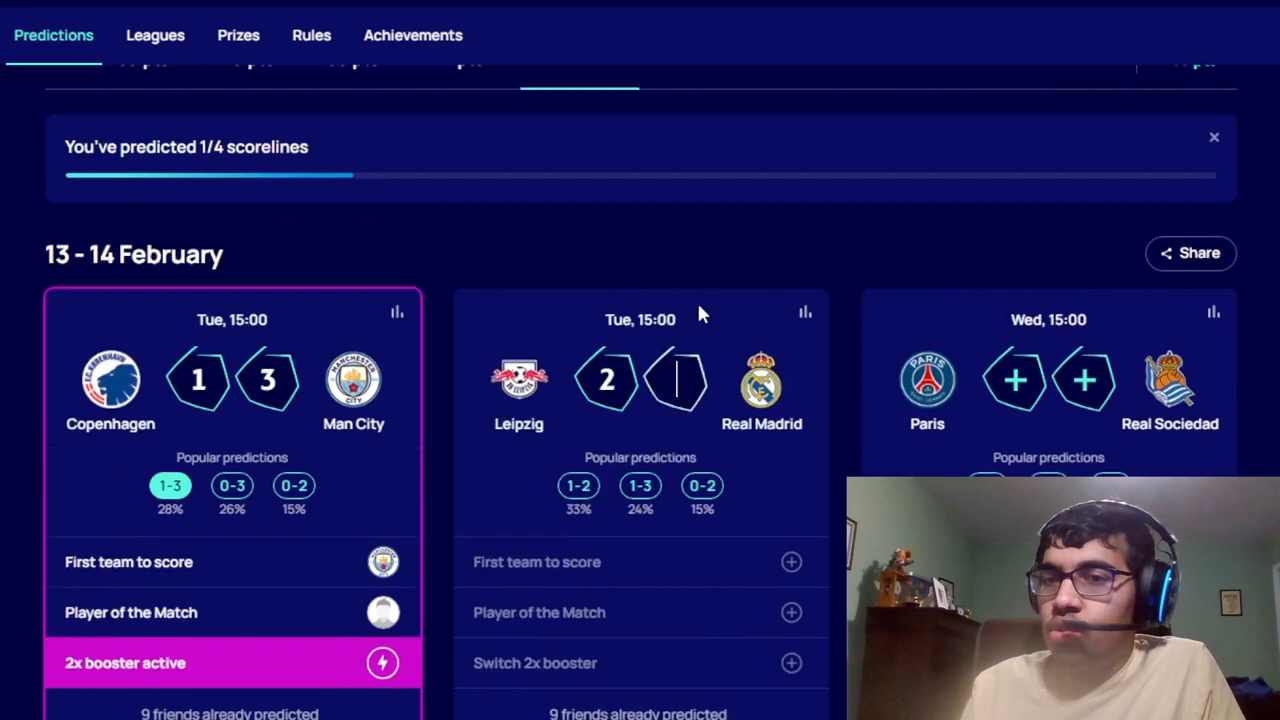 Predictions Leagues Prizes Rules Achievements
You've predicted 1/4 scorelines
13 - 14 February
Share
Tue, 15:00
1 3
Copenhagen Man City
Popular predictions
1-3 0-3 0-2
28% 26% 15%
First team to score
Player of the Match
2x booster active
9 friends already predicted
Tue, 15:00
2
Leipzig Real Madrid
Popular predictions
1-2 1-3 0-2
33% 24% 15%
First team to score
Player of the Match
Switch 2x booster
9 friends already predicted
Wed, 15:00
Paris Real Sociedad
Popular predictions